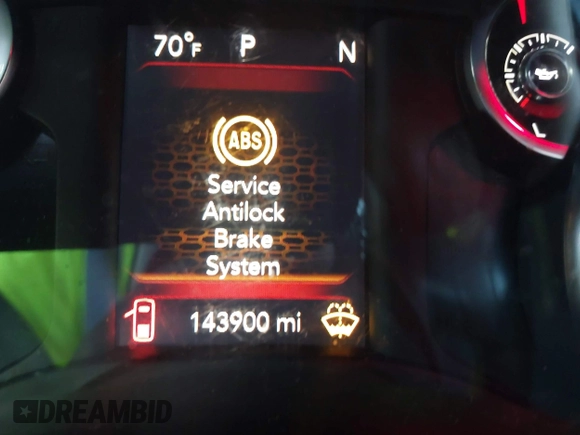 70°F P N
ABS
Service
Antilock
Brake
System
L
143900 mi
DREAMBID